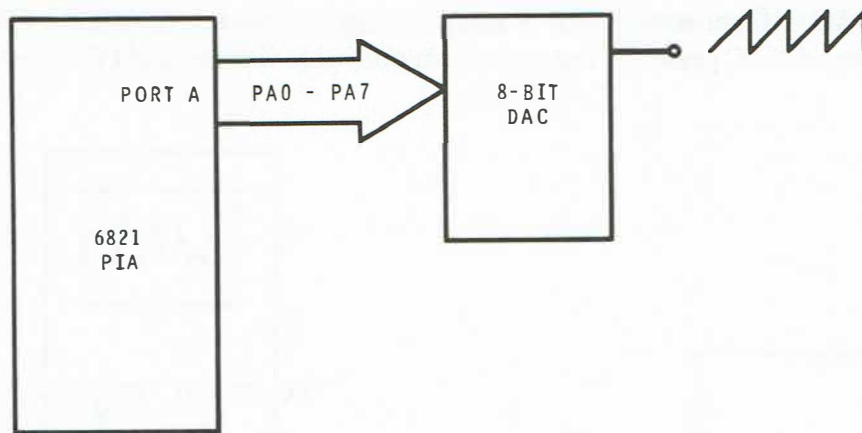 PORT A
PA0 - PA7
8-BIT
DAC
6821
PIA